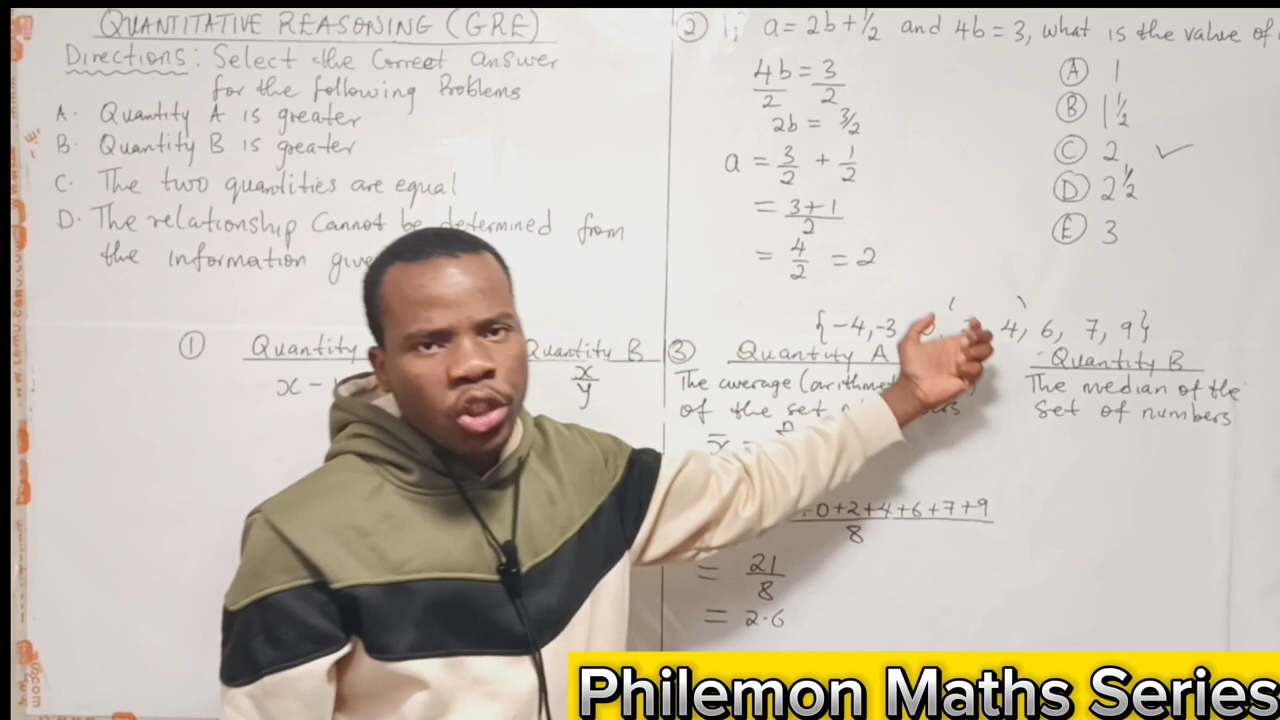 QUANTITATIVE REASONING (GRE)
Directions: Select the Correct answer
for the following Problems
A. Quantity A is greater
B. Quantity B is greater
C. The two quantities are equal
D. The relationship cannot be determined from
the information
① Quantity Quantity B
x - x/y
② If a = 2b + 1/2 and 4b = 3, what is the value of
4b/2 = 3/2
2b = 3/2
a = 3/2 + 1/2
= 3+1/2
= 4/2 = 2
Ⓐ 1
Ⓑ 1 1/2
Ⓒ 2 ✓
Ⓓ 2 1/2
Ⓔ 3
{-4, -3 4, 6, 7, 9}
③ Quantity A Quantity B
The average
of the set
The median of the
set of numbers
x̄
0+2+4+6+7+9
8
= 21/8
= 2.6
Philemon Maths Series